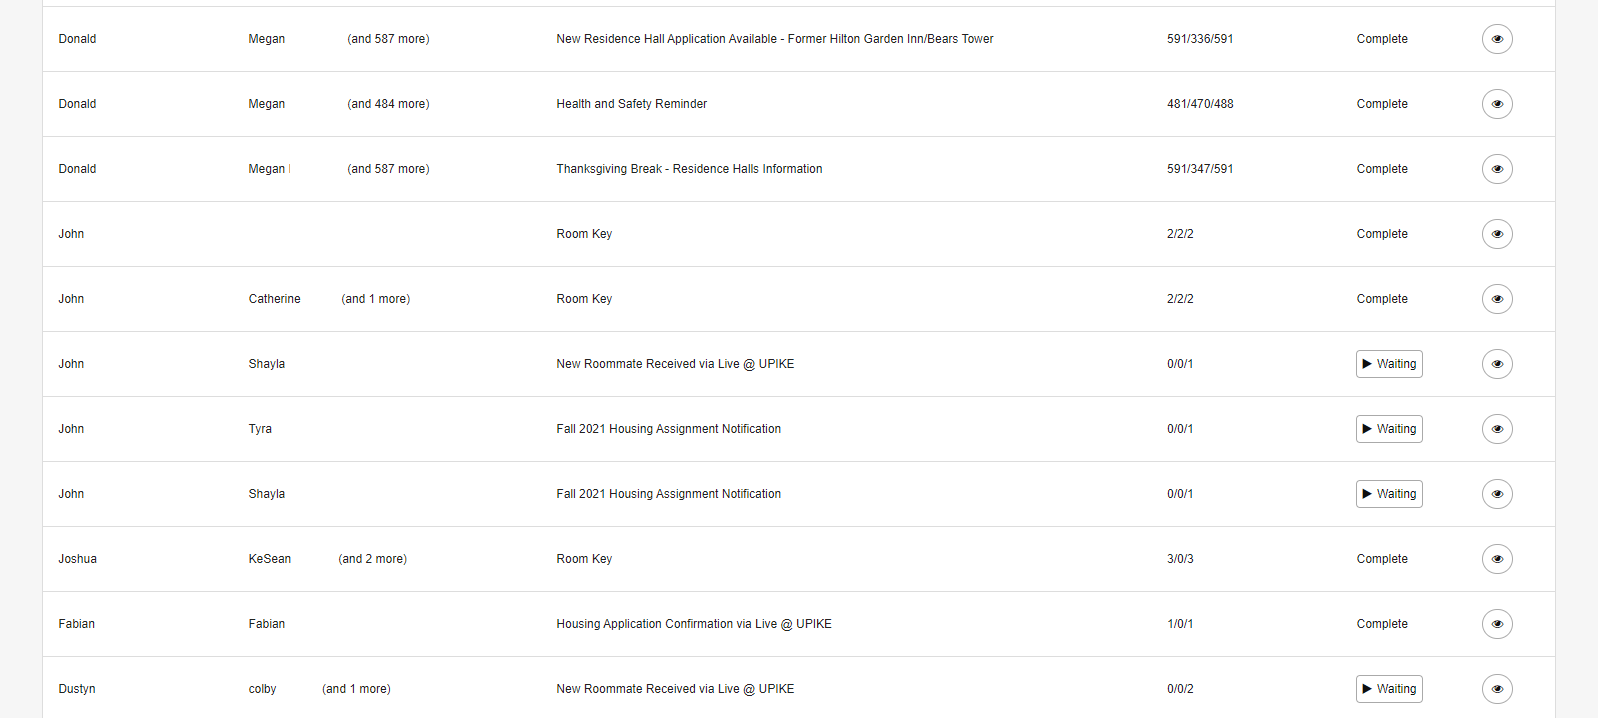 Donald Megan (and 587 more) New Residence Hall Application Available - Former Hilton Garden Inn/Bears Tower 591/336/591 Complete
Donald Megan (and 484 more) Health and Safety Reminder 481/470/488 Complete
Donald Megan (and 587 more) Thanksgiving Break - Residence Halls Information 591/347/591 Complete
John Room Key 2/2/2 Complete
John Catherine (and 1 more) Room Key 2/2/2 Complete
John Shayla New Roommate Received via Live @ UPIKE 0/0/1 Waiting
John Tyra Fall 2021 Housing Assignment Notification 0/0/1 Waiting
John Shayla Fall 2021 Housing Assignment Notification 0/0/1 Waiting
Joshua KeSean (and 2 more) Room Key 3/0/3 Complete
Fabian Fabian Housing Application Confirmation via Live @ UPIKE 1/0/1 Complete
Dustyn colby (and 1 more) New Roommate Received via Live @ UPIKE 0/0/2 Waiting